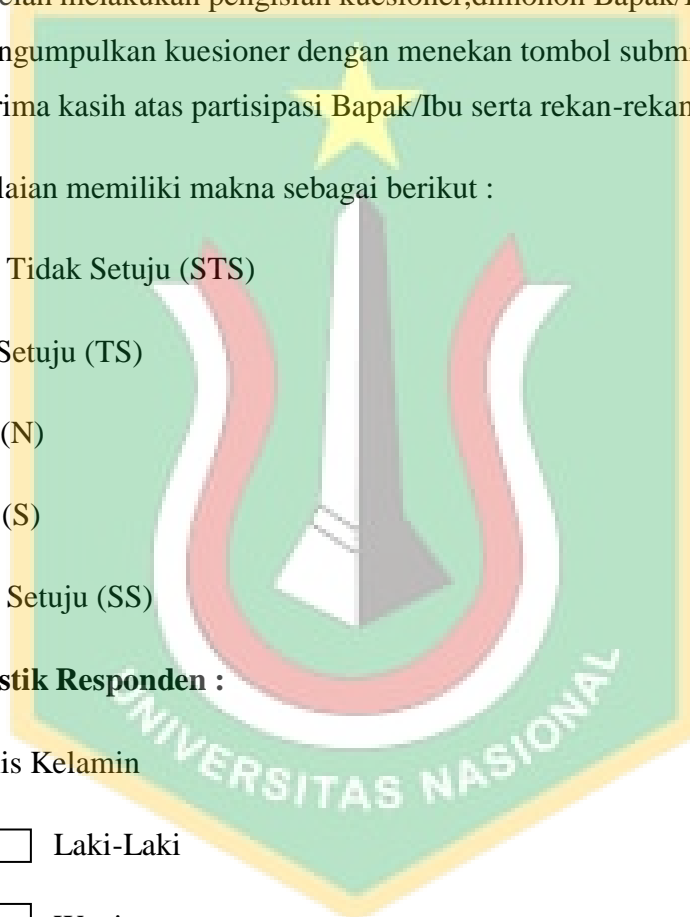 melakukan pengisian kuesioner,dimohon Bapak/
ngumpulkan kuesioner dengan menekan tombol subm
rima kasih atas partisipasi Bapak/Ibu serta rekan-rekan
laian memiliki makna sebagai berikut :
Tidak Setuju (STS)
Setuju (TS)
(N)
(S)
Setuju (SS)
stik Responden :
is Kelamin
UNIVERSITAS NASIONAL
Laki-Laki